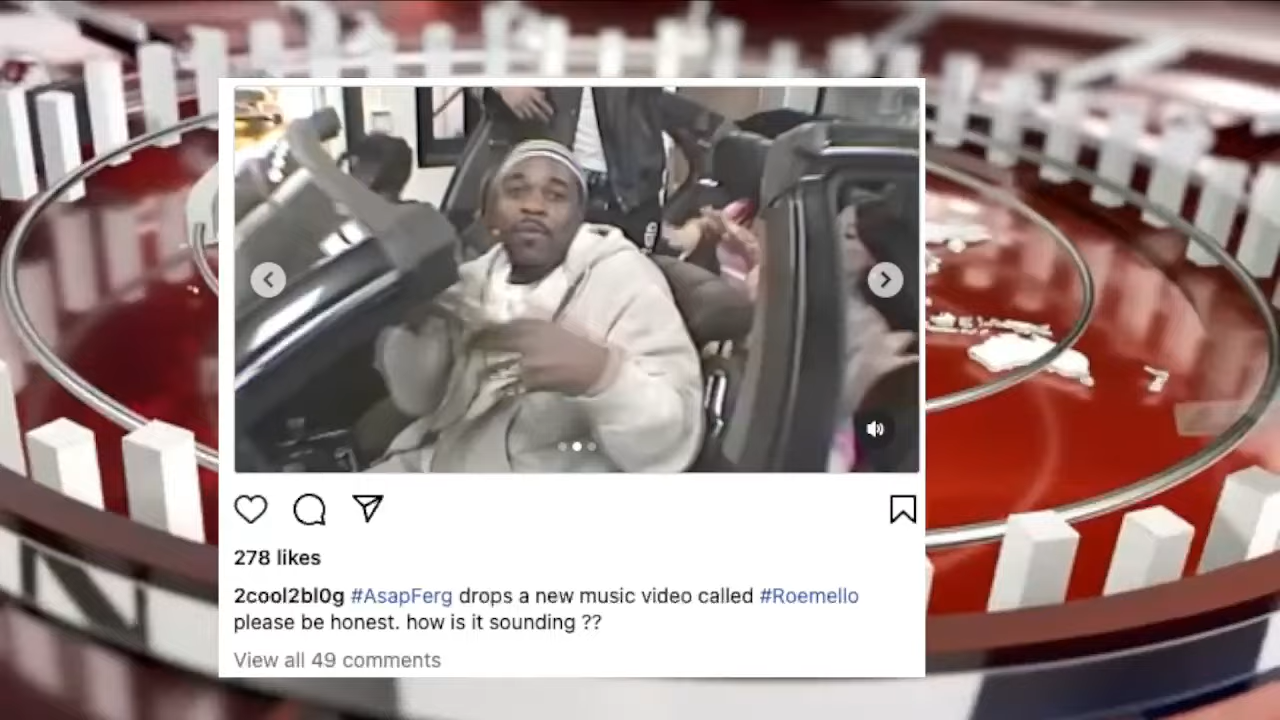 278 likes
2cool2bl0g #AsapFerg drops a new music video called #Roemello
please be honest. how is it sounding ??
View all 49 comments